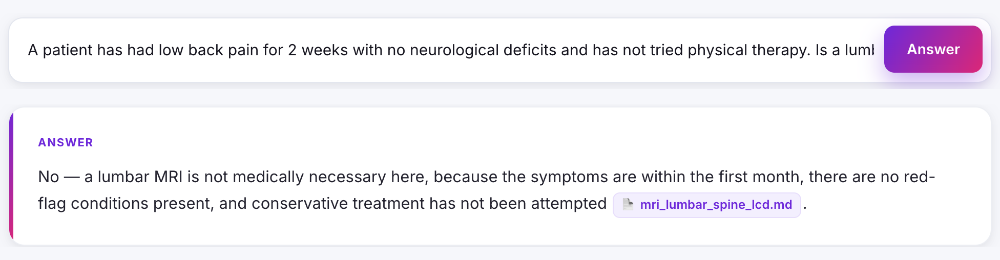 A patient has had low back pain for 2 weeks with no neurological deficits and has not tried physical therapy. Is a
Answer
ANSWER
No — a lumbar MRI is not medically necessary here, because the symptoms are within the first month, there are no red-
flag conditions present, and conservative treatment has not been attempted mri_lumbar_spine_lcd.md.